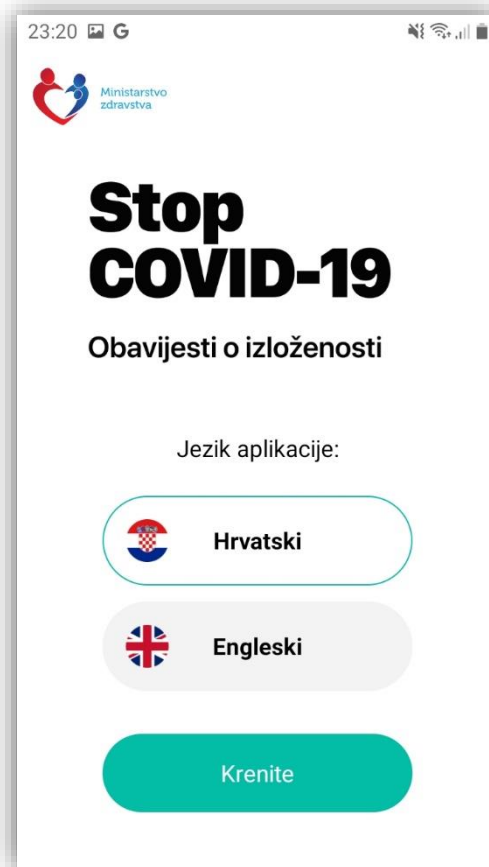 23:20 G
Ministarstvo
zdravstva
Stop
COVID-19
Obavijesti o izloženosti
Jezik aplikacije:
Hrvatski
Engleski
Krenite